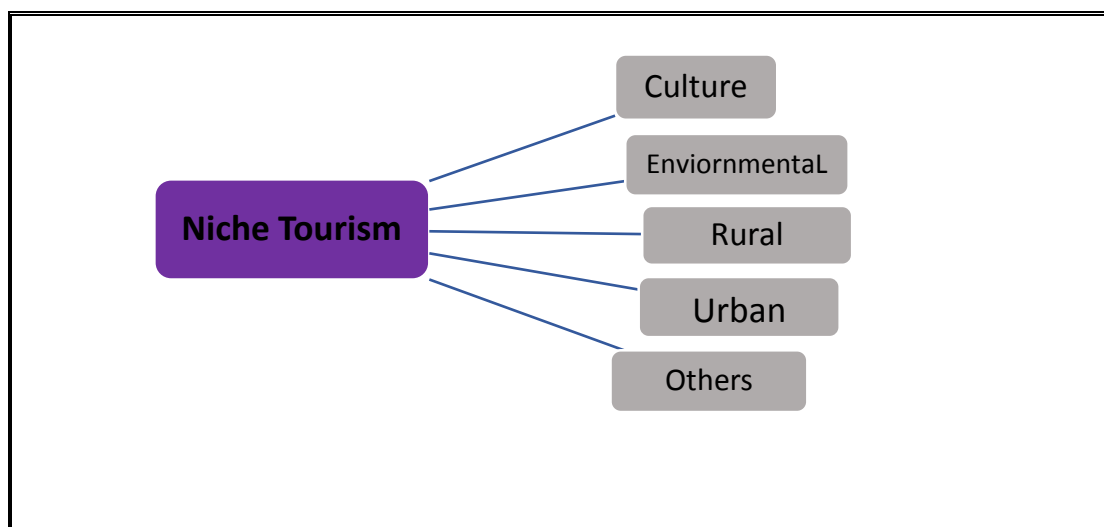 Culture
EnviornmentaL
Niche Tourism
Rural
Urban
Others